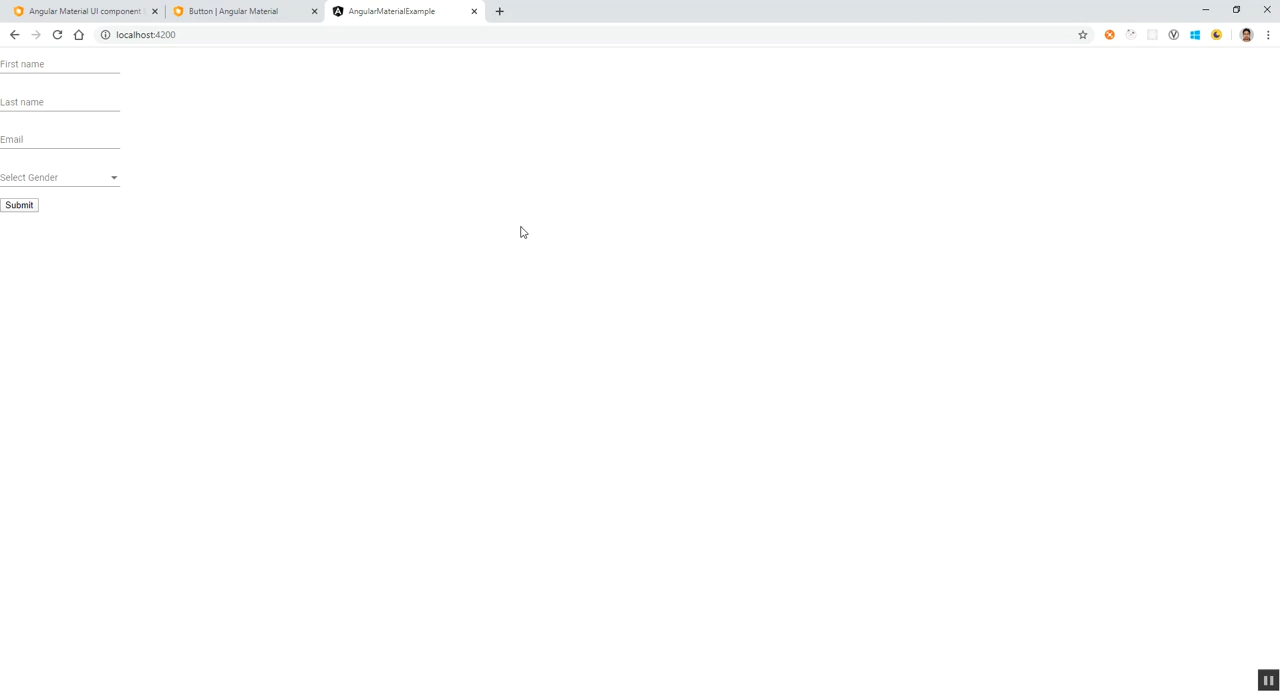 Angular Material UI component
Button | Angular Material
AngularMaterialExample
localhost:4200
First name
Last name
Email
Select Gender
Submit